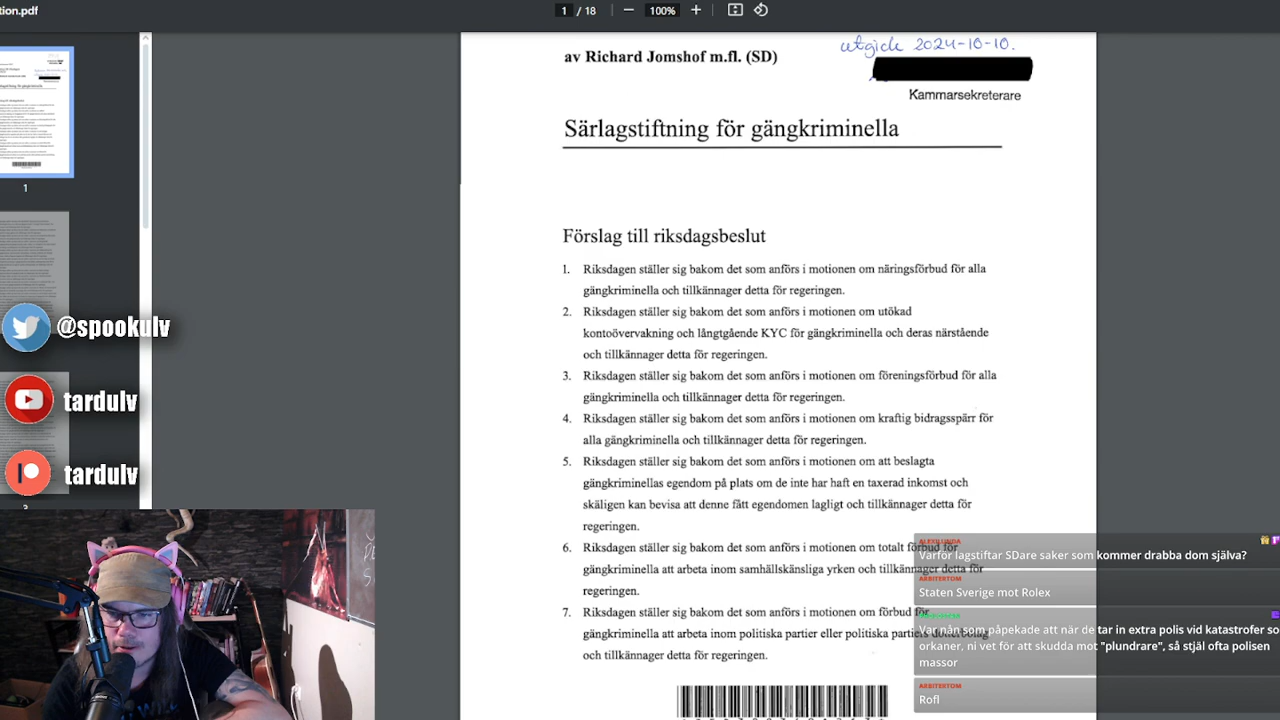 tion.pdf
1 / 18
100%
utgick 2024-10-10.
av Richard Jomshof m.fl. (SD)
Kammarsekreterare
Särlagstiftning för gängkriminella
Förslag till riksdagsbeslut
1. Riksdagen ställer sig bakom det som anförs i motionen om näringsförbud för alla
gängkriminella och tillkännager detta för regeringen.
2. Riksdagen ställer sig bakom det som anförs i motionen om utökad
kontoövervakning och långtgående KYC för gängkriminella och deras närstående
och tillkännager detta för regeringen.
3. Riksdagen ställer sig bakom det som anförs i motionen om föreningsförbud för alla
gängkriminella och tillkännager detta för regeringen.
4. Riksdagen ställer sig bakom det som anförs i motionen om kraftig bidragsspärr för
alla gängkriminella och tillkännager detta för regeringen.
5. Riksdagen ställer sig bakom det som anförs i motionen om att beslagta
gängkriminellas egendom på plats om de inte har haft en taxerad inkomst och
skäligen kan bevisa att denne fått egendomen lagligt och tillkännager detta för
regeringen.
6. Riksdagen ställer sig bakom det som anförs i motionen om totalt förbud för
gängkriminella att arbeta inom samhällskänsliga yrken och tillkännager detta för
regeringen.
7. Riksdagen ställer sig bakom det som anförs i motionen om förbud för
gängkriminella att arbeta inom politiska partier eller politiska partiers
och tillkännager detta för regeringen.
1
@spookulv
tardulv
tardulv
Varför lagstiftar SDare saker som kommer drabba dom själva?
ARBITERTOM
Staten Sverige mot Rolex
Var nån som påpekade att när de tar in extra polis vid katastrofer so
orkaner, ni vet för att skudda mot "plundrare", så stjäl ofta polisen
massor
ARBITERTOM
Rofl